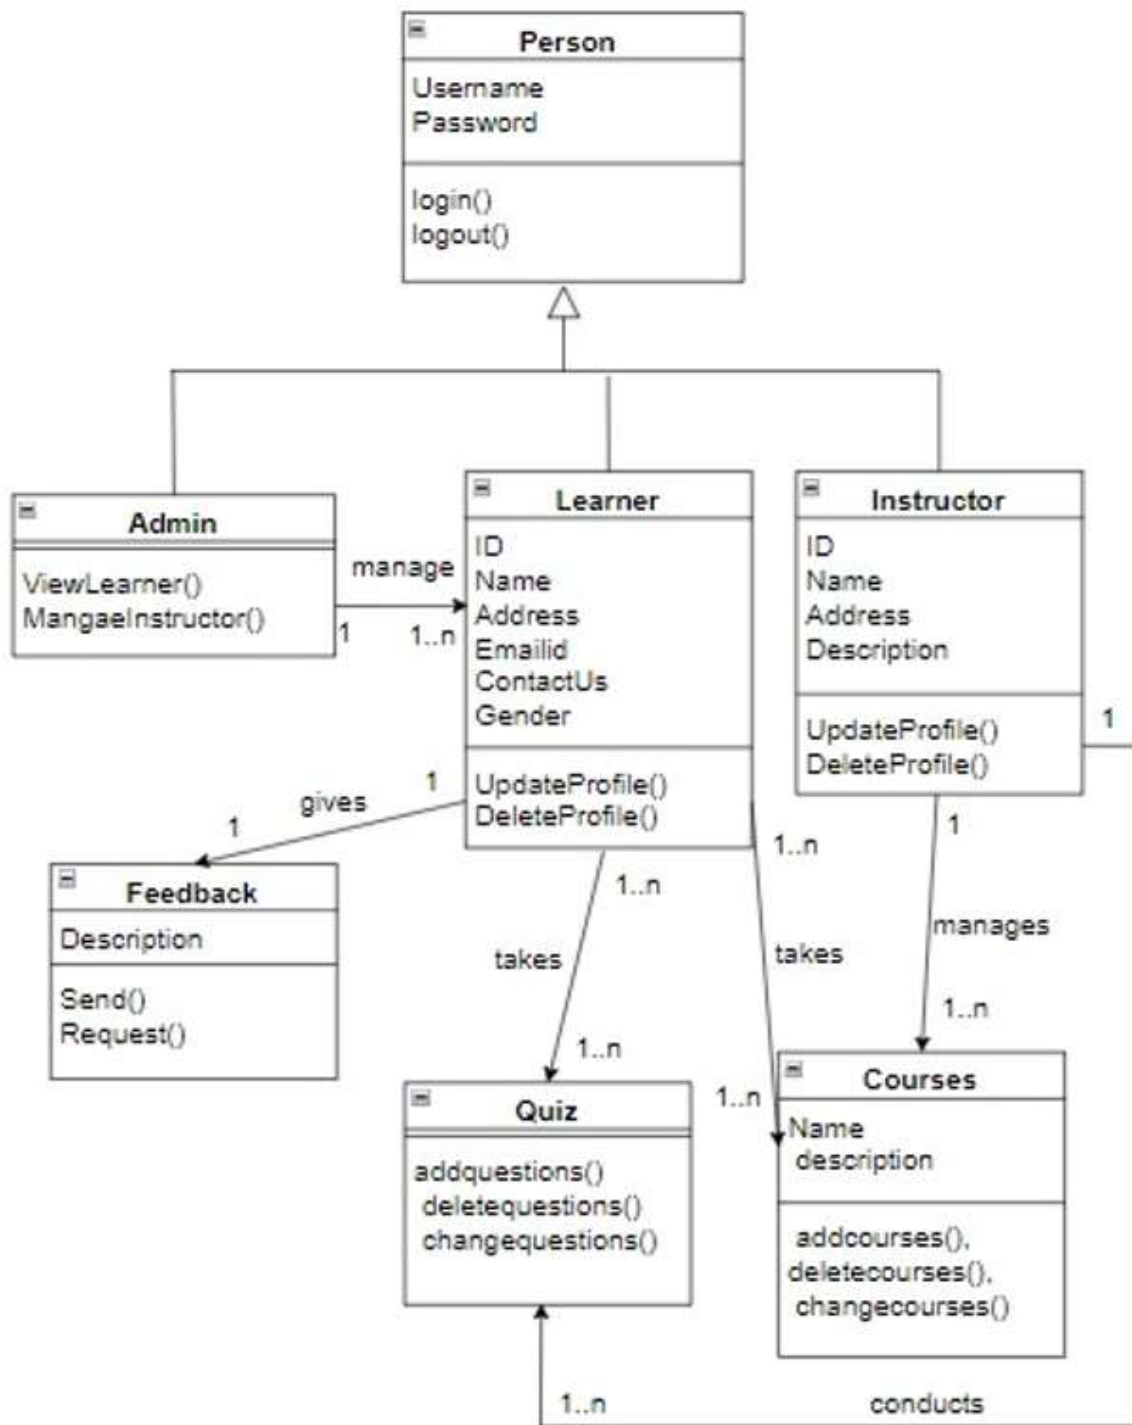 Person
Username
Password
login()
logout()
Admin
ViewLearner()
MangaeInstructor()
manage
1
1..n
Learner
ID
Name
Address
Emailid
ContactUs
Gender
UpdateProfile()
DeleteProfile()
Instructor
ID
Name
Address
Description
UpdateProfile()
DeleteProfile()
1
gives
1
1
Feedback
Description
Send()
Request()
1..n
takes
1..n
1..n
takes
1..n
1
manages
1..n
Quiz
addquestions()
deletequestions()
changequestions()
Courses
Name
description
addcourses(),
deletecourses(),
changecourses()
1..n
conducts